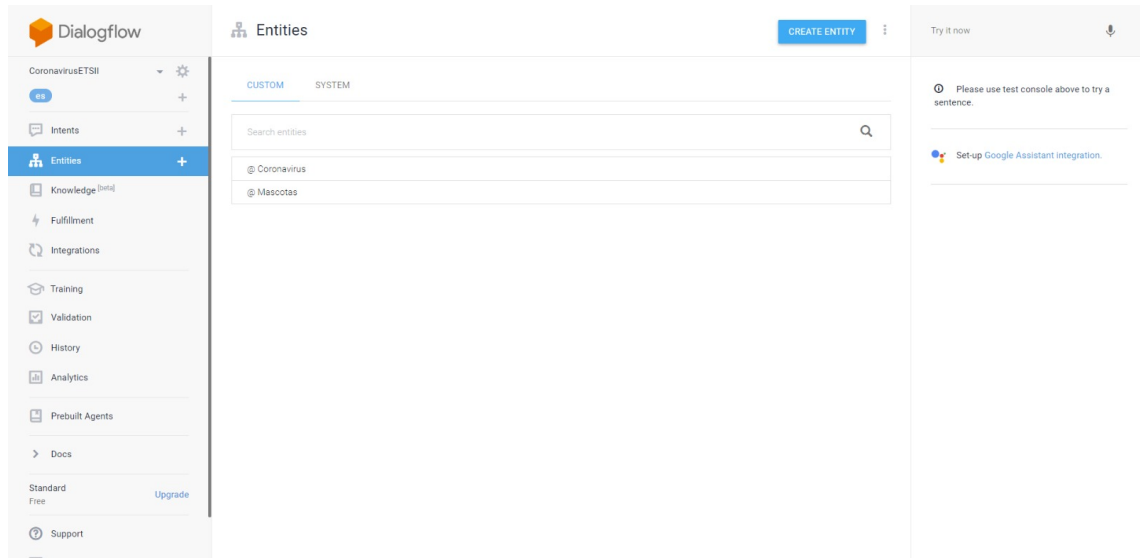 Dialogflow
CoronavirusETSII
es
Intents
Entities
Knowledge [beta]
Fulfillment
Integrations
Training
Validation
History
Analytics
Prebuilt Agents
Docs
Standard
Free
Upgrade
Support
Entities
CREATE ENTITY
CUSTOM SYSTEM
Search entities
@ Coronavirus
@ Mascotas
Try it now
Please use test console above to try a
sentence.
Set-up Google Assistant integration.